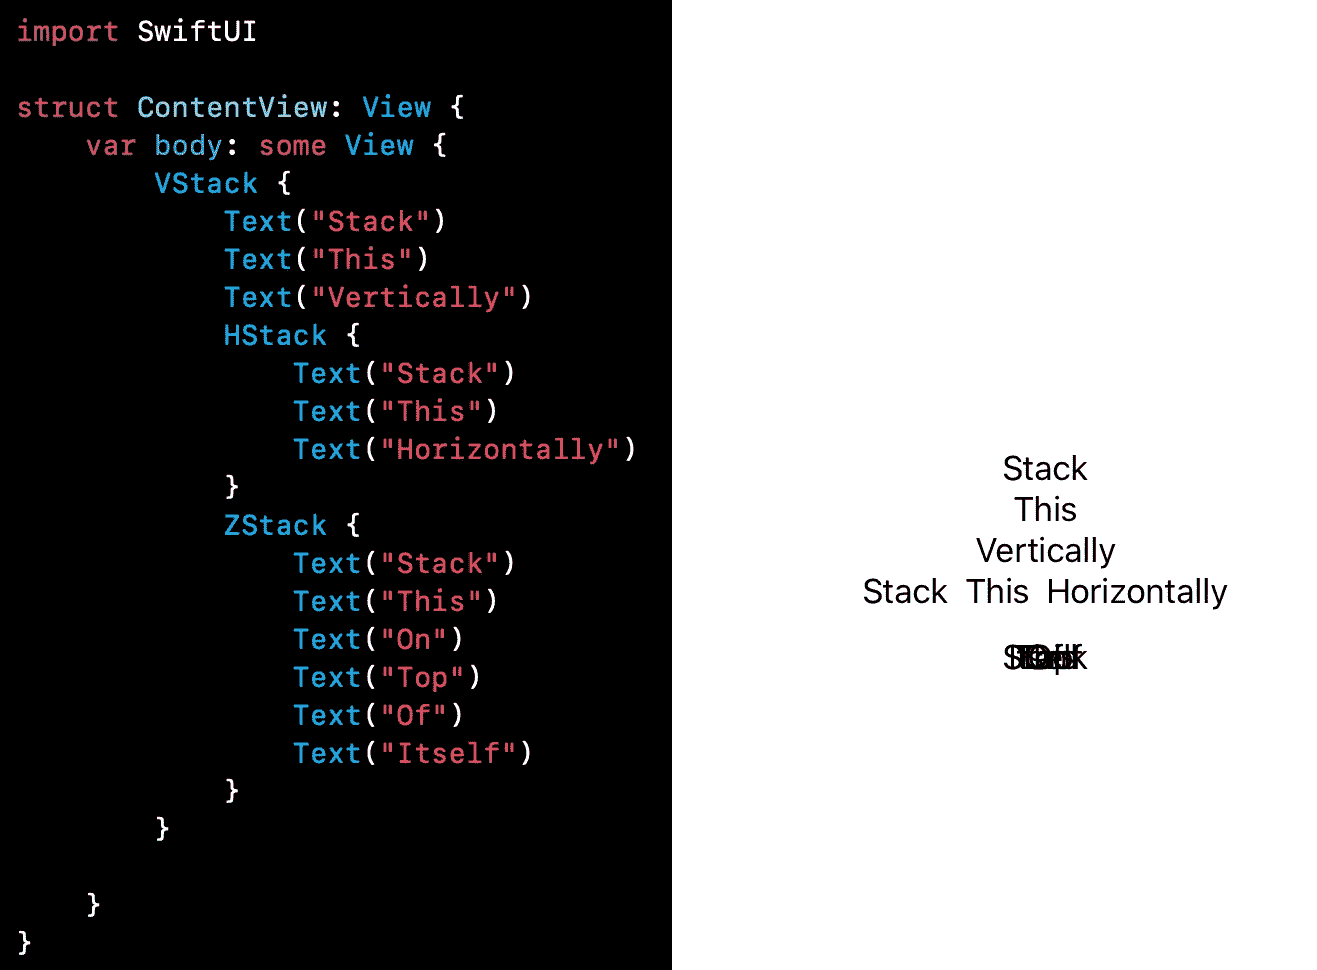 import SwiftUI
struct ContentView: View {
    var body: some View {
        VStack {
            Text("Stack")
            Text("This")
            Text("Vertically")
            HStack {
                Text("Stack")
                Text("This")
                Text("Horizontally")
            }
            ZStack {
                Text("Stack")
                Text("This")
                Text("On")
                Text("Top")
                Text("Of")
                Text("Itself")
            }
        }
    }
}
Stack
This
Vertically
Stack This Horizontally